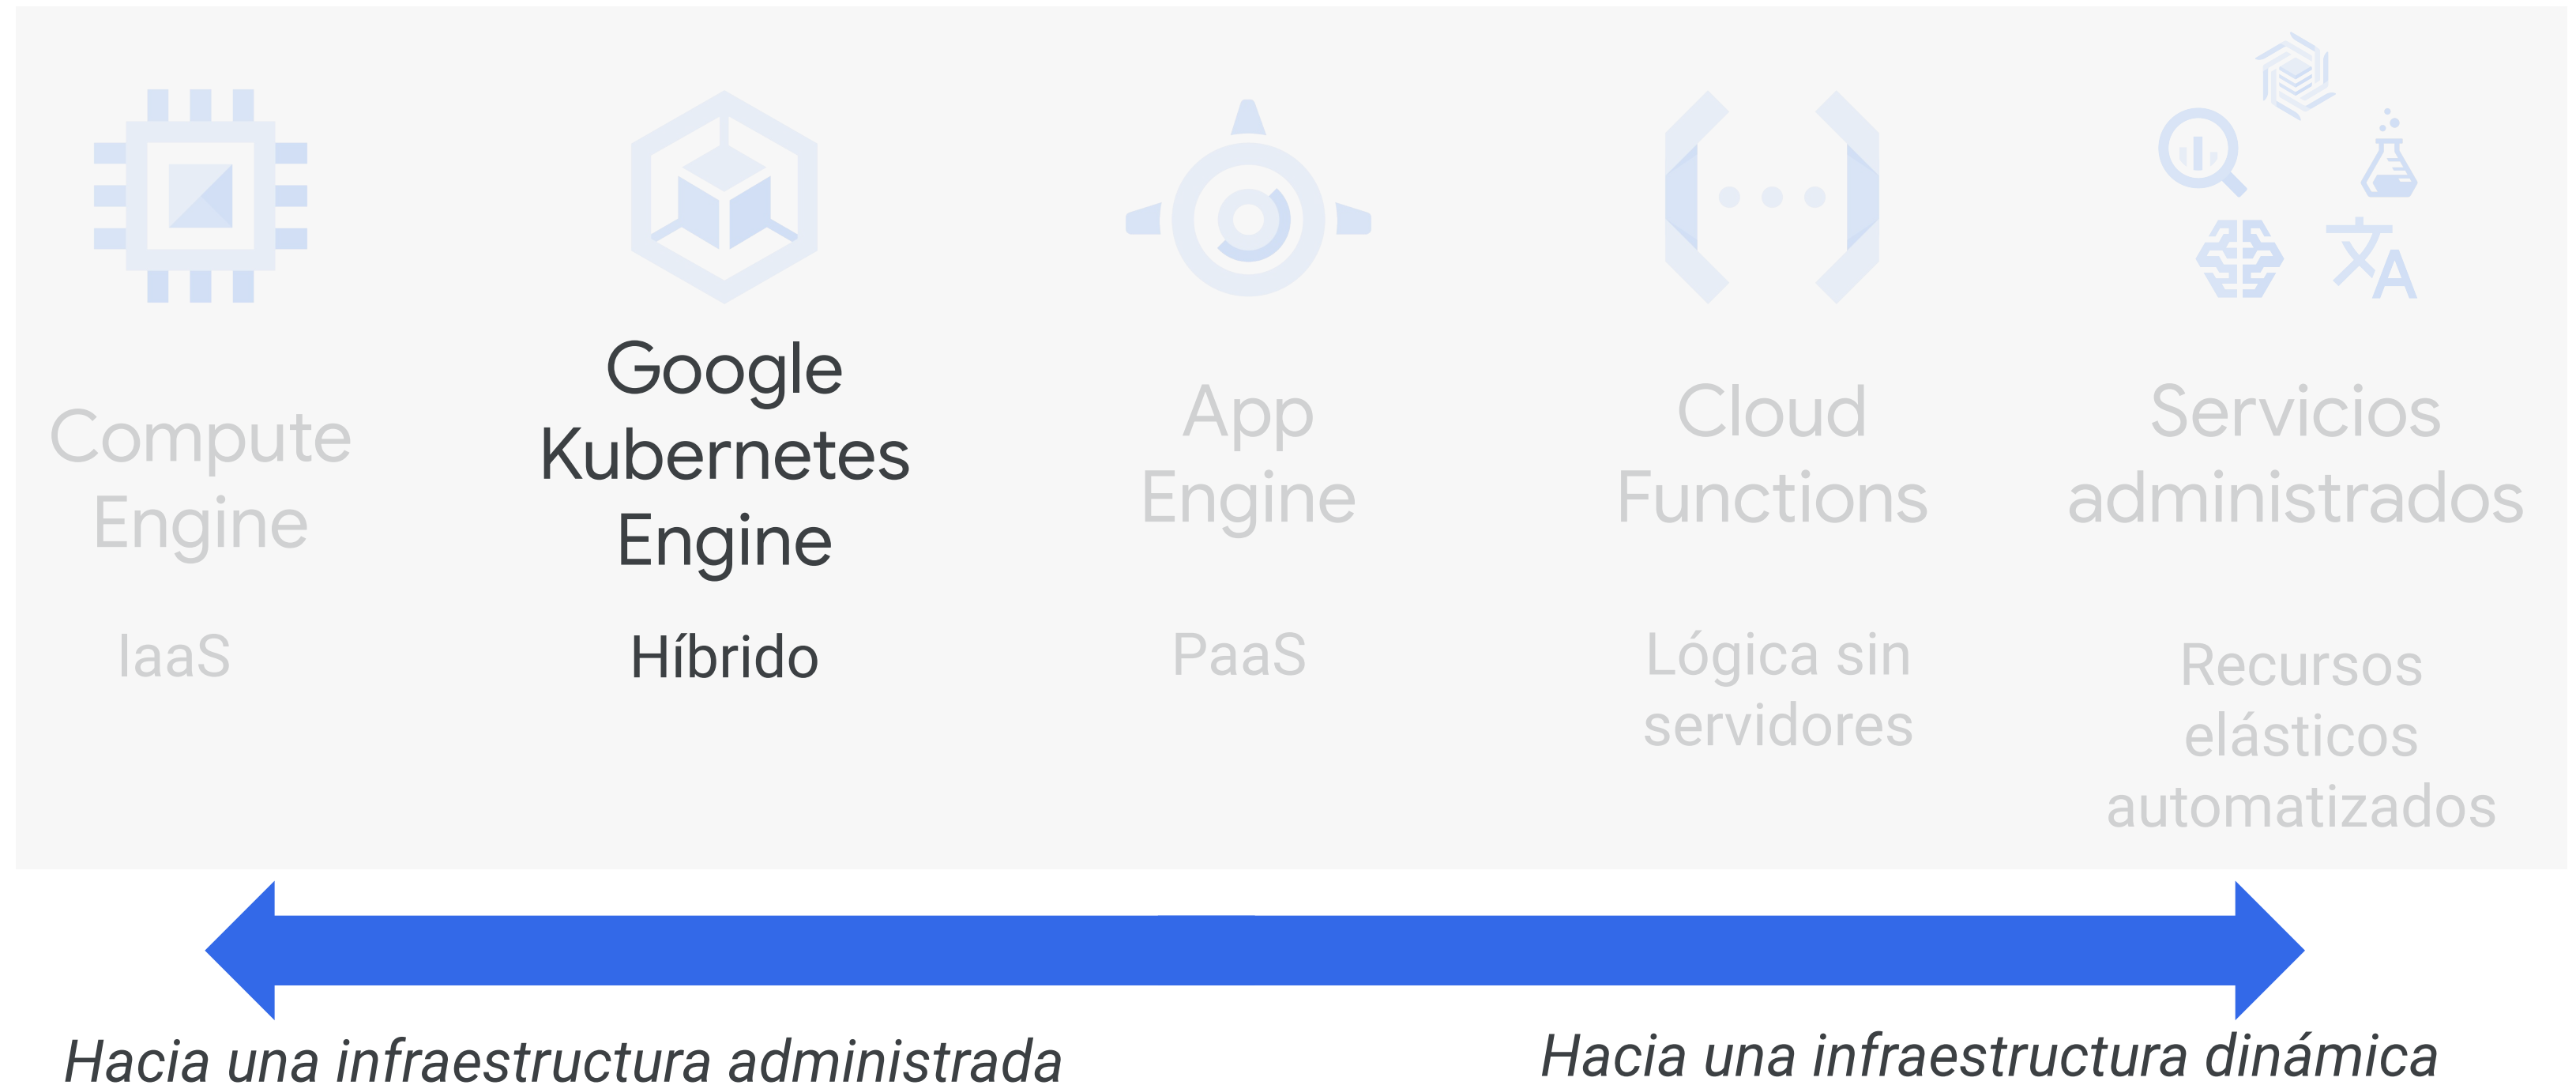 Compute
Engine
IaaS
Google
Kubernetes
Engine
Híbrido
App
Engine
PaaS
Cloud
Functions
Lógica sin
servidores
Servicios
administrados
Recursos
elásticos
automatizados
Hacia una infraestructura administrada
Hacia una infraestructura dinámica